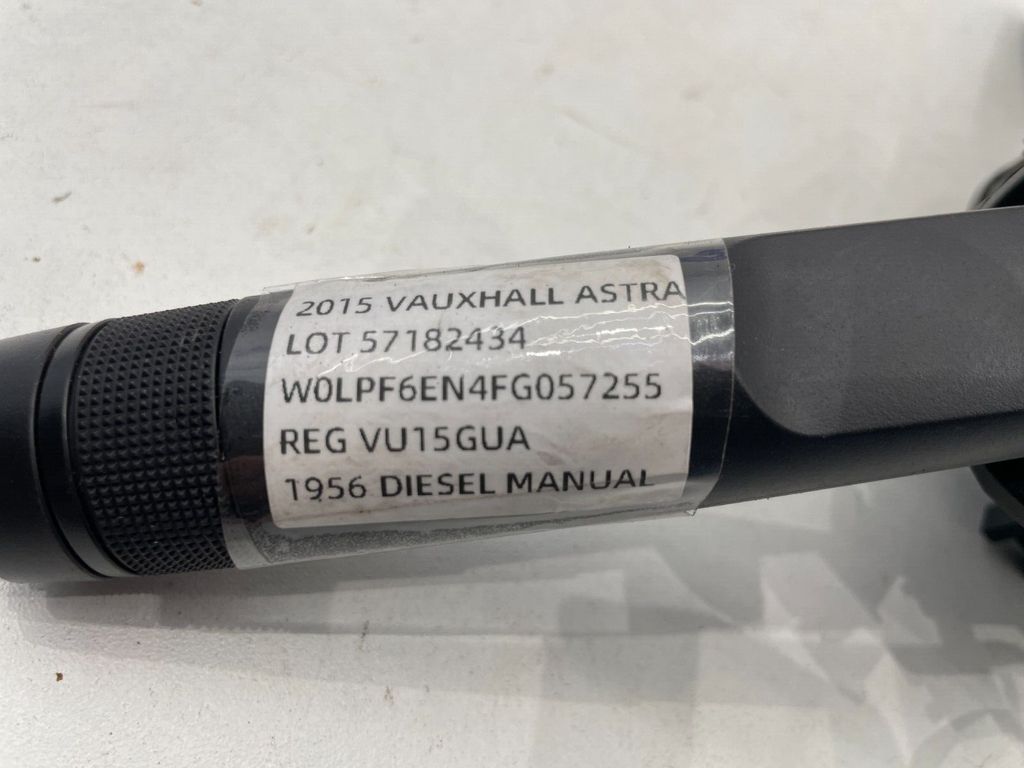 2015 VAUXHALL ASTRA
LOT 57182434
W0LPF6EN4FG057255
REG VU15GUA
1956 DIESEL MANUAL